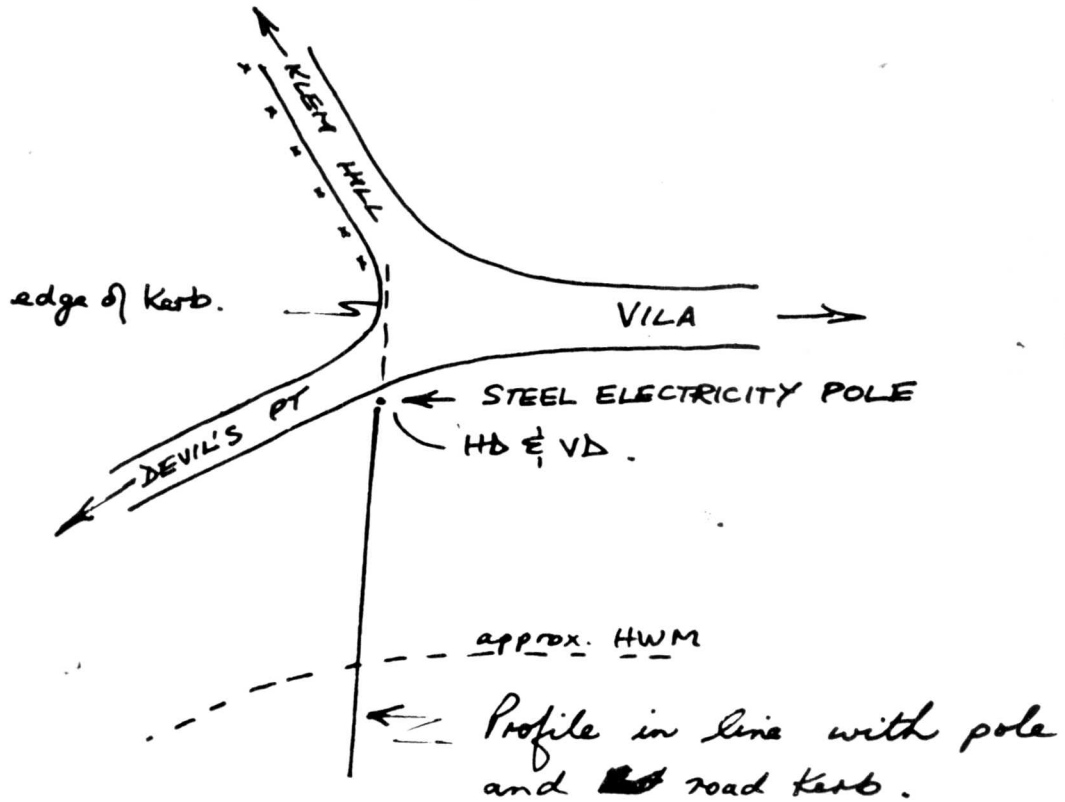 KLEM HILL
edge of Kerb.
VILA
STEEL ELECTRICITY POLE
DEVIL'S PT
HD & VD.
approx. HWM
Profile in line with pole
and road Kerb.